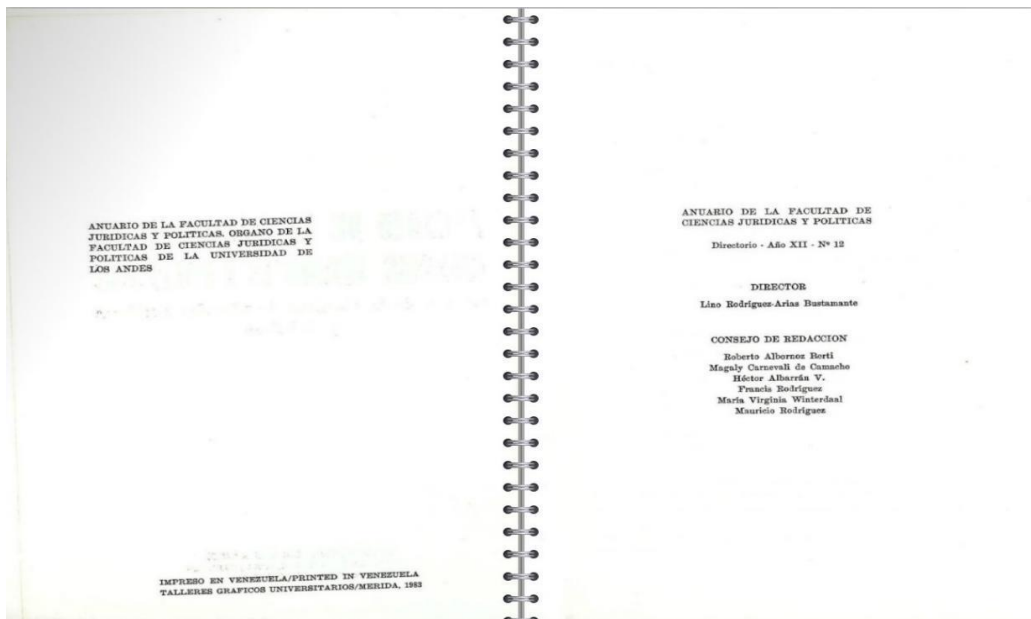 ANUARIO DE LA FACULTAD DE CIENCIAS
JURIDICAS Y POLITICAS. ORGANO DE LA
FACULTAD DE CIENCIAS JURIDICAS Y
POLITICAS DE LA UNIVERSIDAD DE
LOS ANDES
IMPRESO EN VENEZUELA/PRINTED IN VENEZUELA
TALLERES GRAFICOS UNIVERSITARIOS/MERIDA, 1983
ANUARIO DE LA FACULTAD DE
CIENCIAS JURIDICAS Y POLITICAS
Directorio - Año XII - Nº 12
DIRECTOR
Lino Rodríguez-Arias Bustamante
CONSEJO DE REDACCION
Roberto Albornoz Berti
Magaly Carnevali de Camacho
Héctor Albarrán V.
Francis Rodríguez
María Virginia Winterdaal
Mauricio Rodríguez